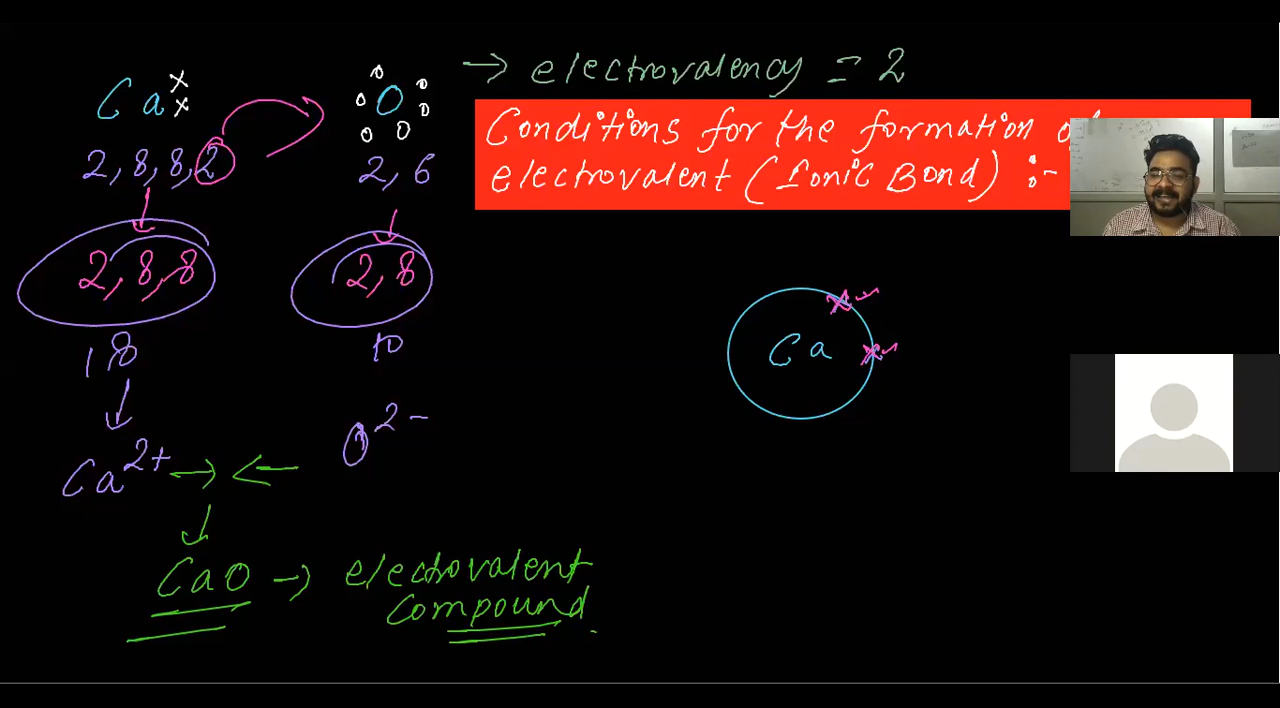 → electrovalency = 2
Conditions for the formation of
electrovalent (Ionic Bond) :-
Ca xx O
2, 8, 8, 2 2, 6
2, 8, 8 2, 8
18 10
Ca
Ca2+ → ← O2-
CaO → electrovalent
compound